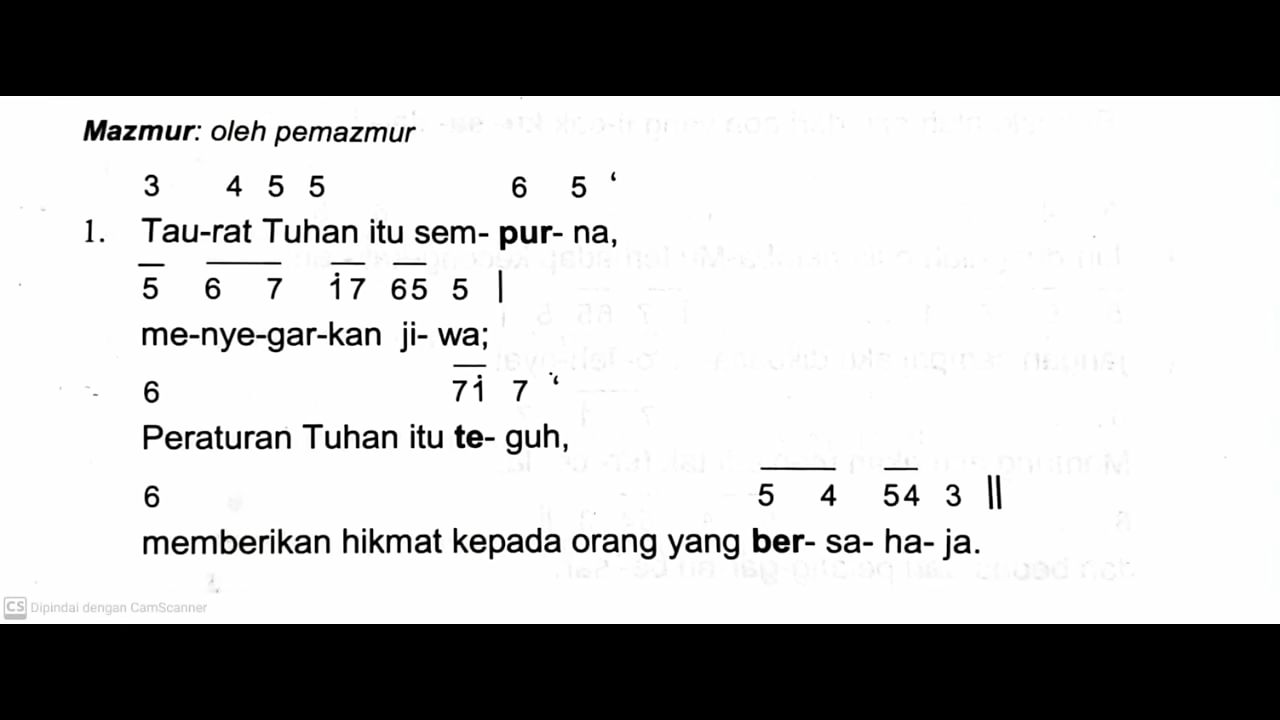 Mazmur: oleh pemazmur
3 4 5 5 6 5 ‘
1. Tau-rat Tuhan itu sem- pur- na,
5 6 7 i7 65 5 |
me-nye-gar-kan ji- wa;
6 7i 7 ‘
Peraturan Tuhan itu te- guh,
6 5 4 54 3 ||
memberikan hikmat kepada orang yang ber- sa- ha- ja.
CS Dipindai dengan CamScanner